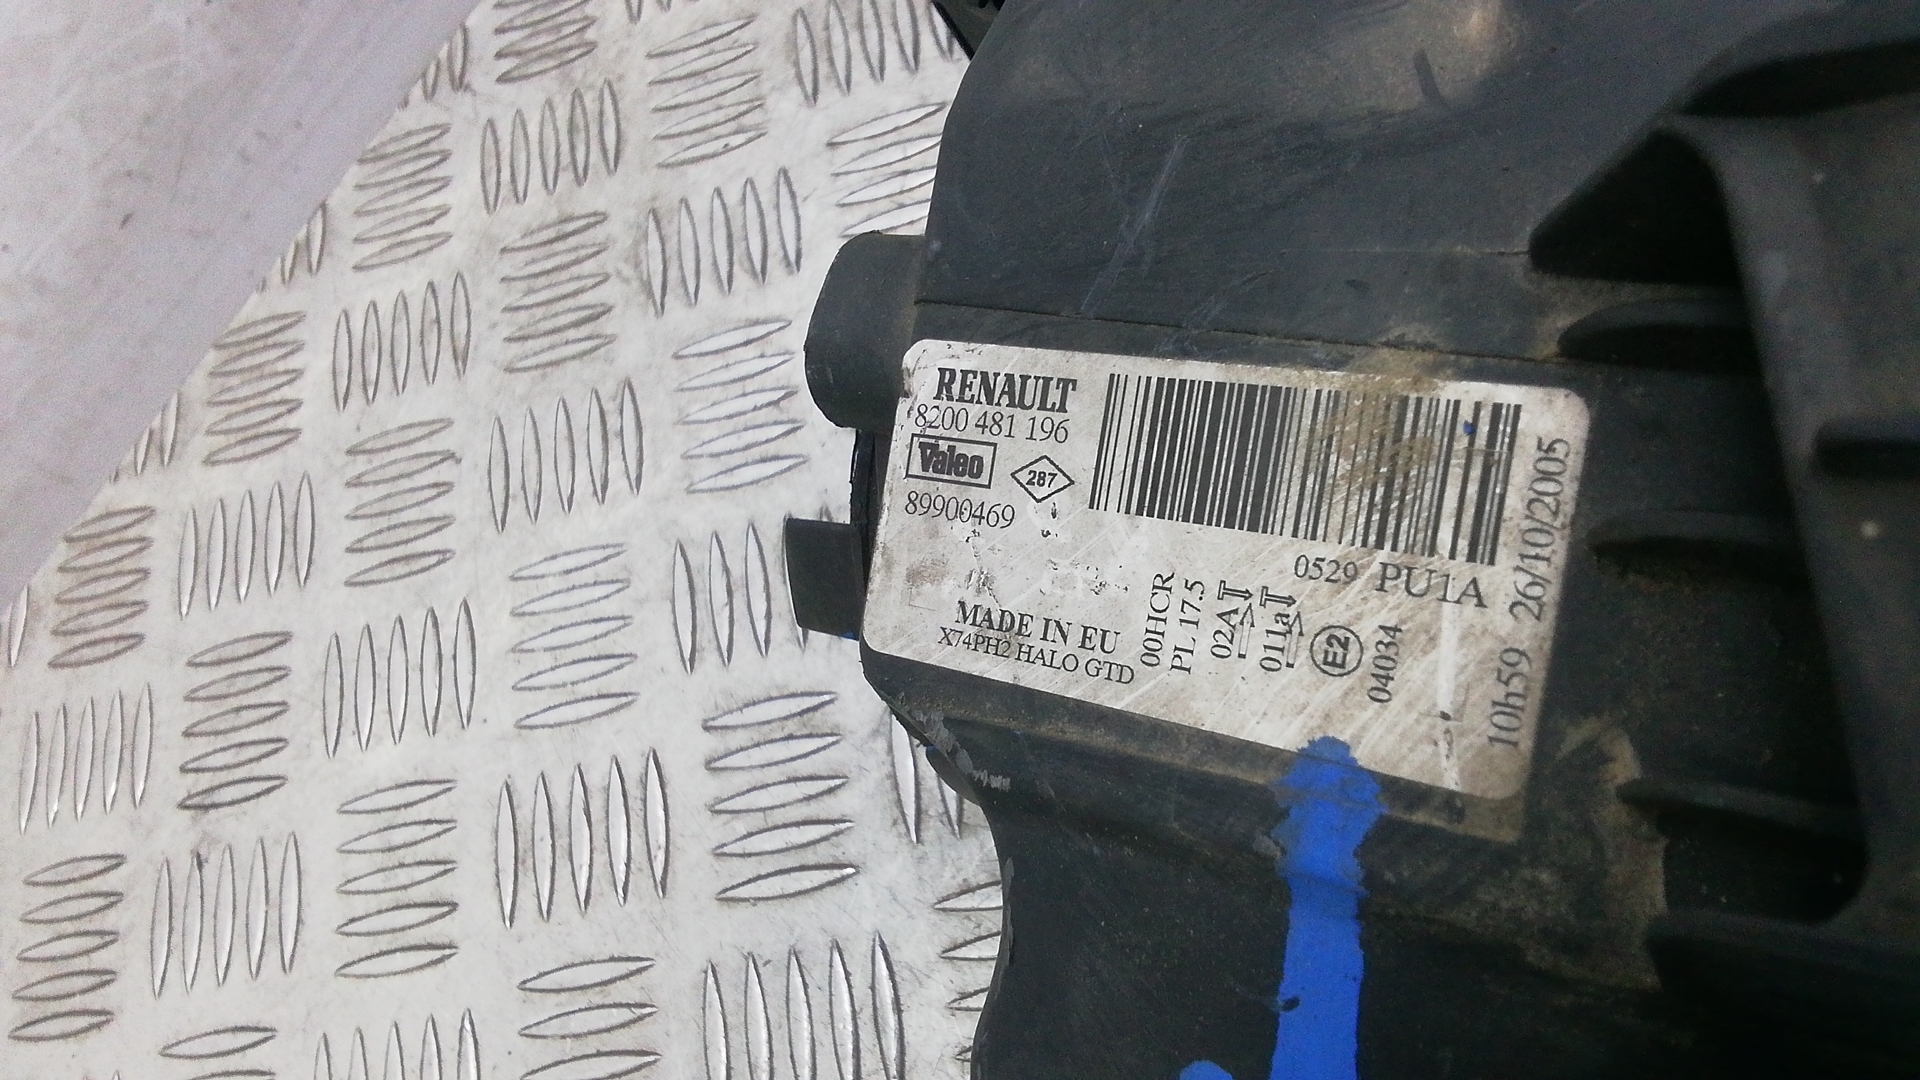 RENAULT
8200 481 196
Valeo
287
89900469
0529 PU1A
MADE IN EU
X74PH2 HALO GTD
00HCR
PL 17.5
02A
011a
E2
04034
10h59 26/10/2005